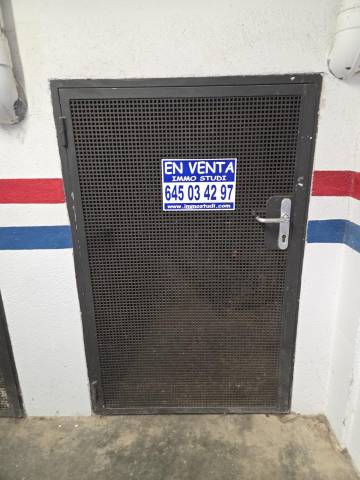 EN VENTA
IMMO STUDI
645 03 42 97
www.immostudi.com